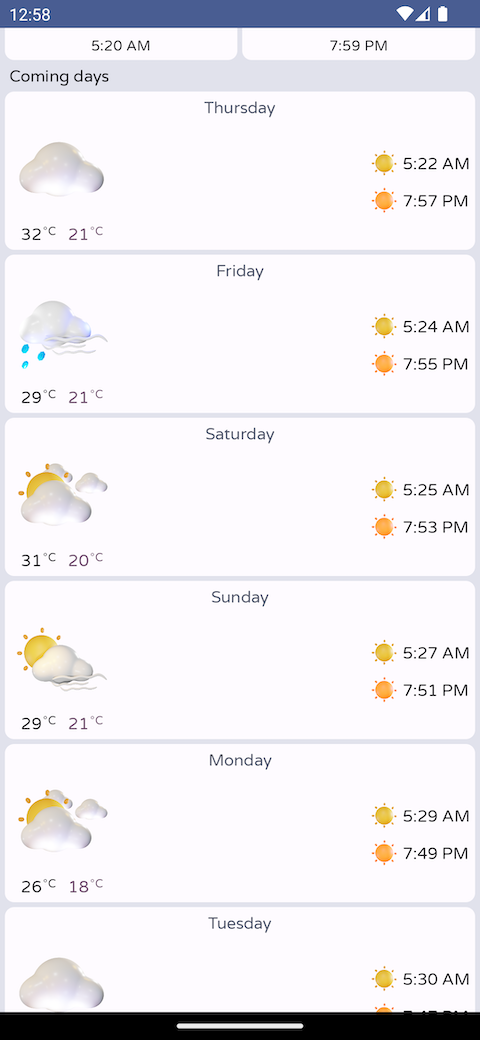 12:58
5:20 AM 7:59 PM
Coming days
Thursday
5:22 AM
7:57 PM
32°C 21°C
Friday
5:24 AM
7:55 PM
29°C 21°C
Saturday
5:25 AM
7:53 PM
31°C 20°C
Sunday
5:27 AM
7:51 PM
29°C 21°C
Monday
5:29 AM
7:49 PM
26°C 18°C
Tuesday
5:30 AM